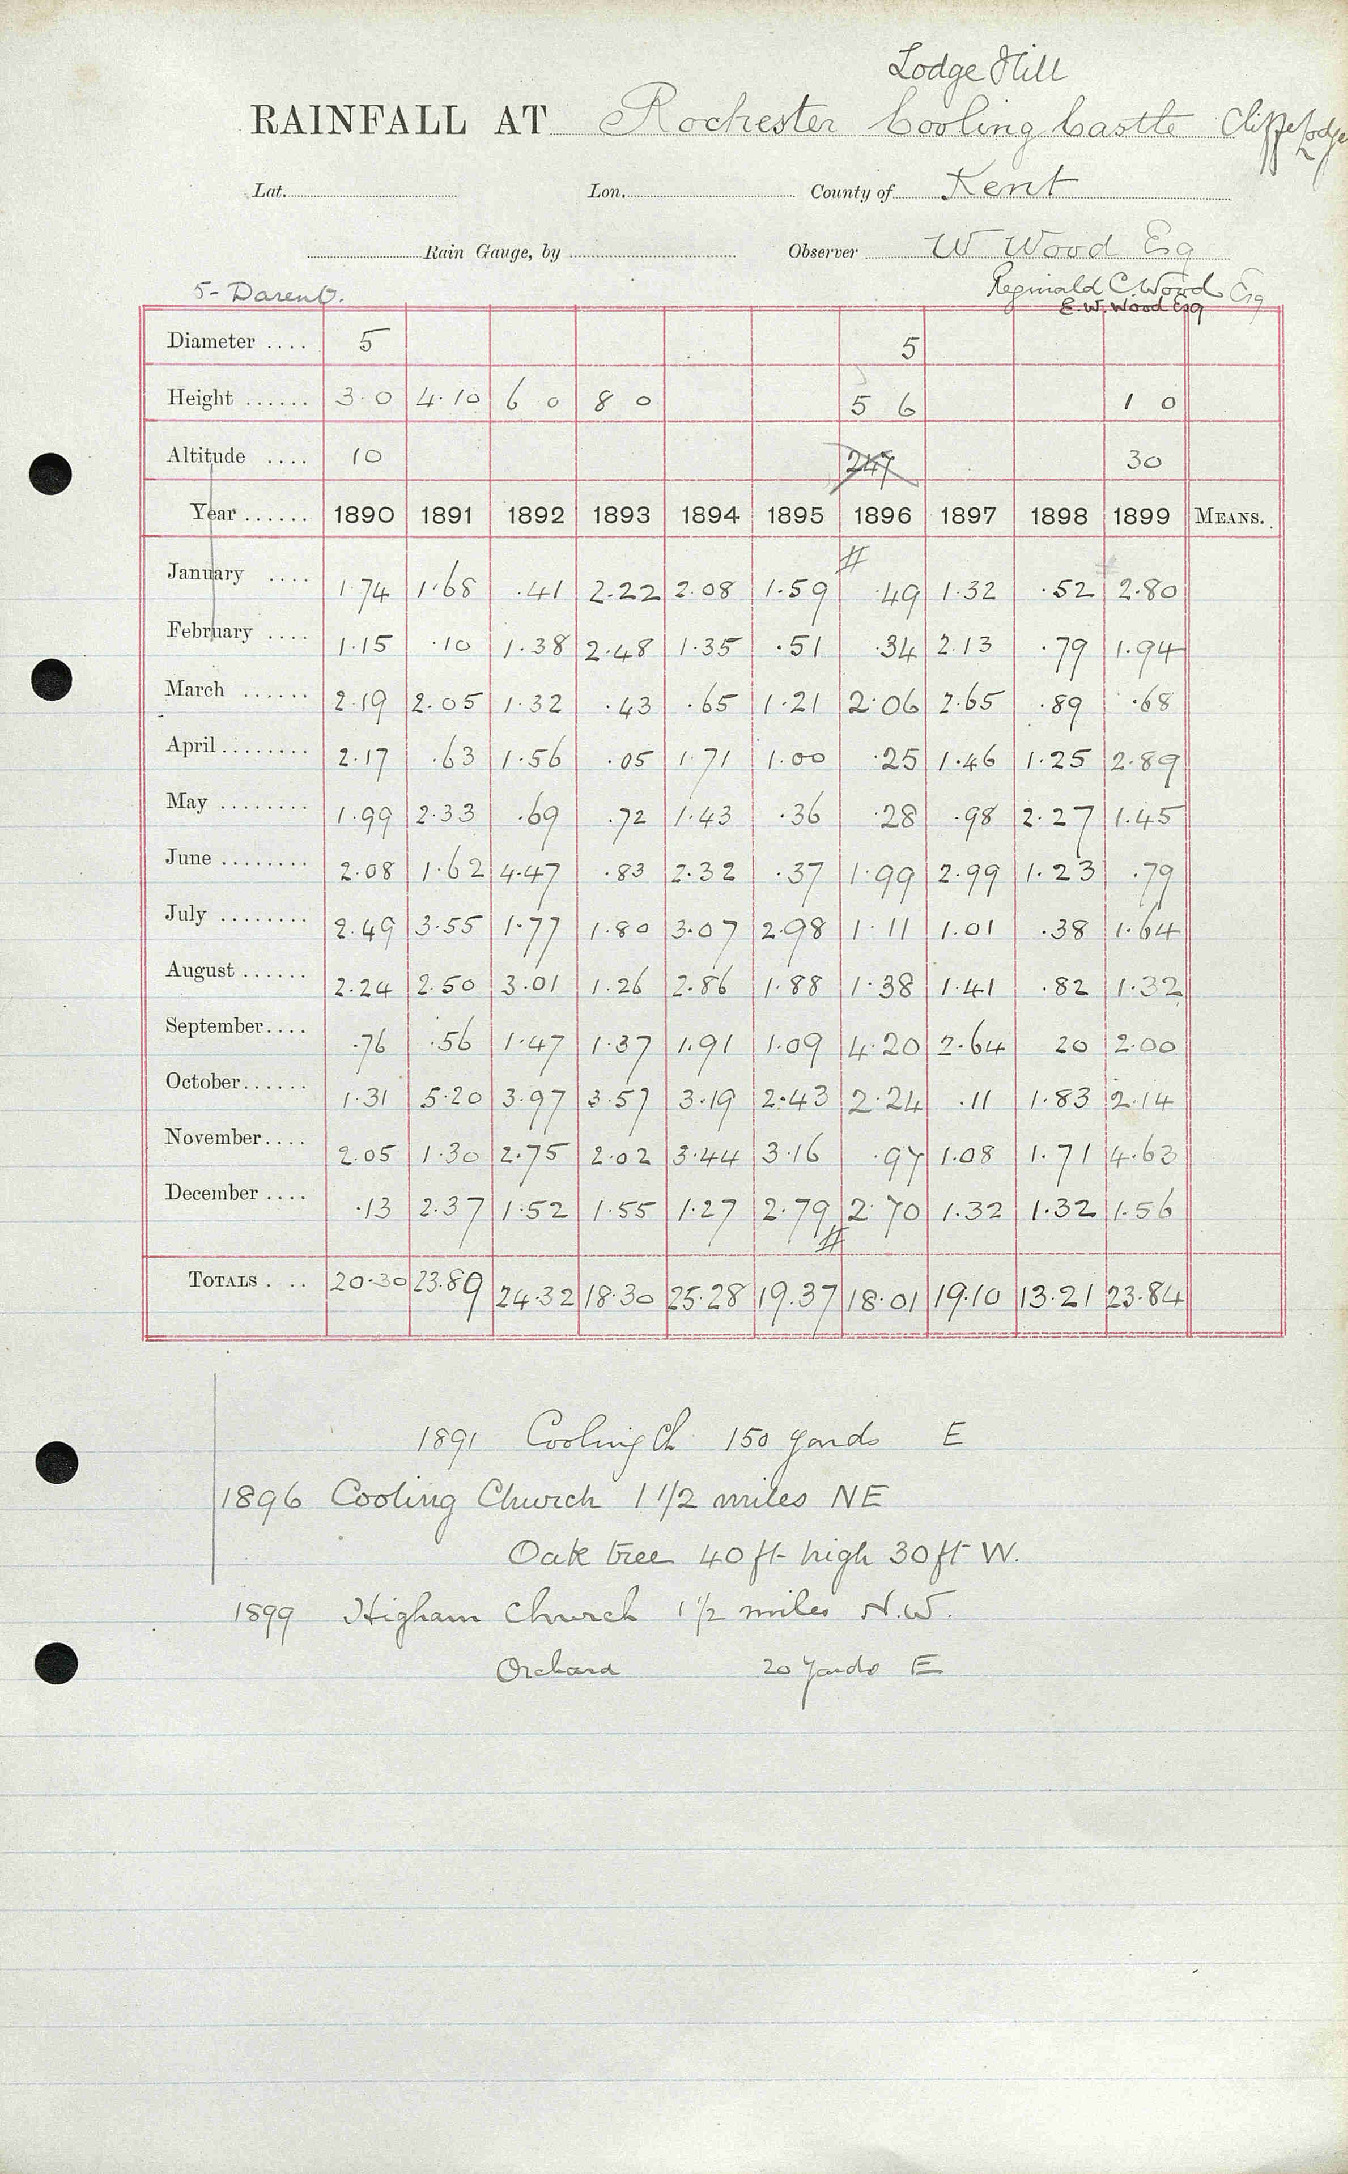 Lodge Hill
RAINFALL AT Rochester Cooling Castle Cliffe Lodge
Lat. Lon. County of Kent
Rain Gauge, by Observer W Wood Esq
5- Darent. Reginald C. Wood Esq
E. W. Wood Esq
Diameter .... 5 5
Height ...... 3·0 4·10 6 0 8 0 5 6 1 0
Altitude .... 10 247 30
Year ...... 1890 1891 1892 1893 1894 1895 1896 1897 1898 1899 MEANS.
January .... 1·74 1·68 ·41 2·22 2·08 1·59 # ·49 1·32 ·52 # 2·80
February .... 1·15 ·10 1·38 2·48 1·35 ·51 ·34 2·13 ·79 1·94
March ...... 2·19 2·05 1·32 ·43 ·65 1·21 2·06 2·65 ·89 ·68
April ........ 2·17 ·63 1·56 ·05 1·71 1·00 ·25 1·46 1·25 2·89
May ........ 1·99 2·33 ·69 ·72 1·43 ·36 ·28 ·98 2·27 1·45
June ........ 2·08 1·62 4·47 ·83 2·32 ·37 1·99 2·99 1·23 ·79
July ........ 2·49 3·55 1·77 1·80 3·07 2·98 1·11 1·01 ·38 1·64
August ...... 2·24 2·50 3·01 1·26 2·86 1·88 1·38 1·41 ·82 1·32
September.... ·76 ·56 1·47 1·37 1·91 1·09 4·20 2·64 20 2·00
October...... 1·31 5·20 3·97 3·57 3·19 2·43 2·24 ·11 1·83 2·14
November.... 2·05 1·30 2·75 2·02 3·44 3·16 ·97 1·08 1·71 4·63
December .... ·13 2·37 1·52 1·55 1·27 2·79 2·70 1·32 1·32 1·56
#
TOTALS . .. 20·30 23·89 24·32 18·30 25·28 19·37 18·01 19·10 13·21 23·84
1891 Cooling Ch 150 yards E
1896 Cooling Church 1 1/2 miles NE
Oak tree 40 ft high 30 ft W.
1899 Higham Church 1 1/2 miles N.W.
Orchard 20 yards E